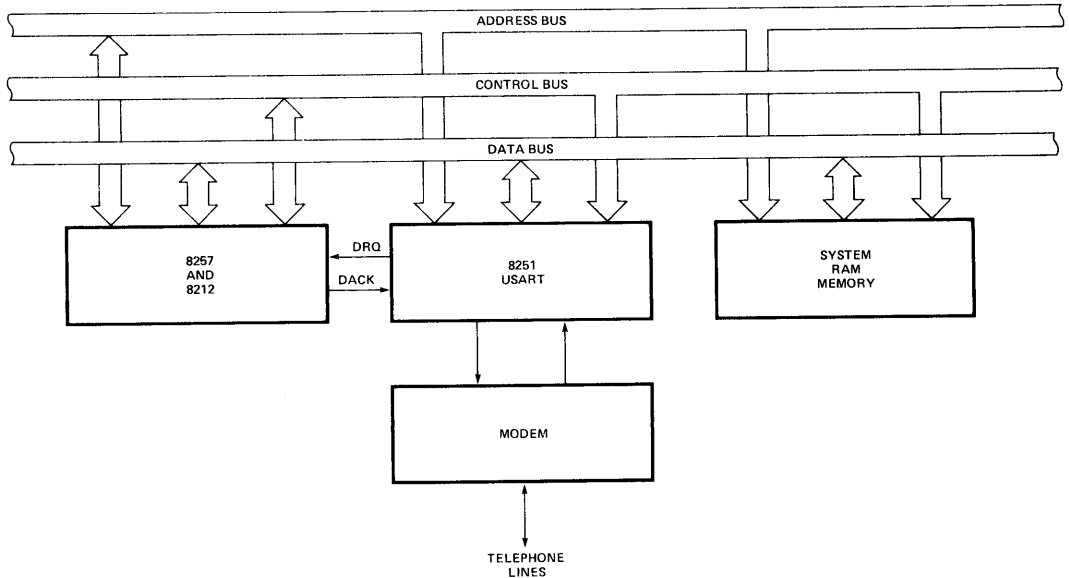 ADDRESS BUS
CONTROL BUS
DATA BUS
8257
AND
8212
DRQ
DACK
8251
USART
SYSTEM
RAM
MEMORY
MODEM
TELEPHONE
LINES